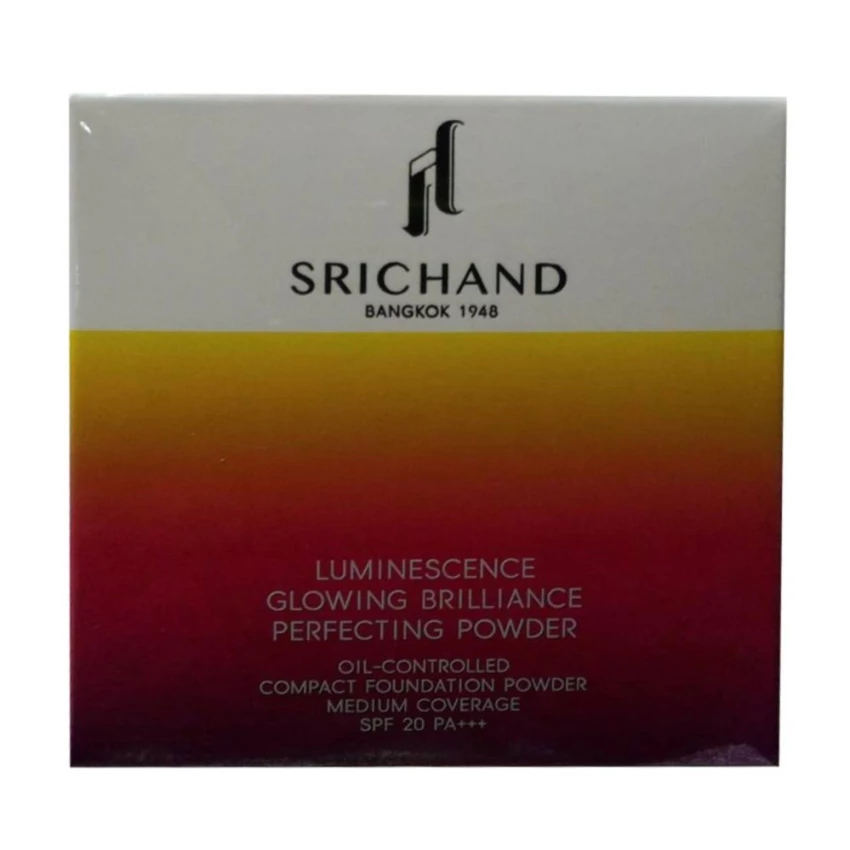 SRICHAND
BANGKOK 1948
LUMINESCENCE
GLOWING BRILLIANCE
PERFECTING POWDER
OIL-CONTROLLED
COMPACT FOUNDATION POWDER
MEDIUM COVERAGE
SPF 20 PA+++